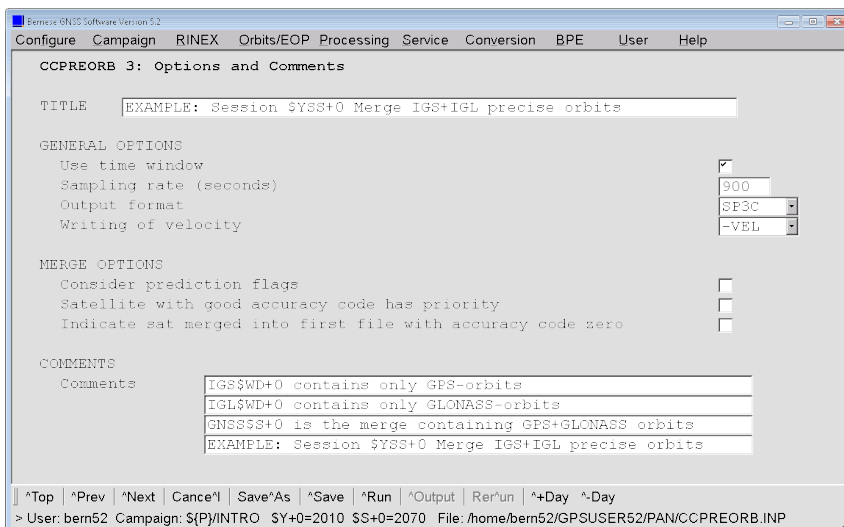 Bernese GNSS Software Version 5.2
Configure Campaign RINEX Orbits/EOP Processing Service Conversion BPE User Help
CCPREORB 3: Options and Comments
TITLE EXAMPLE: Session $YSS+0 Merge IGS+IGL precise orbits
GENERAL OPTIONS
Use time window
Sampling rate (seconds) 900
Output format SP3C
Writing of velocity -VEL
MERGE OPTIONS
Consider prediction flags
Satellite with good accuracy code has priority
Indicate sat merged into first file with accuracy code zero
COMMENTS
Comments IGS$WD+0 contains only GPS-orbits
IGL$WD+0 contains only GLONASS-orbits
GNSS$S+0 is the merge containing GPS+GLONASS orbits
EXAMPLE: Session $YSS+0 Merge IGS+IGL precise orbits
^Top ^Prev ^Next Cance^l Save^As ^Save ^Run ^Output Rer^un ^+Day ^-Day
> User: bern52 Campaign: ${P}/INTRO $Y+0=2010 $S+0=2070 File: /home/bern52/GPSUSER52/PAN/CCPREORB.INP